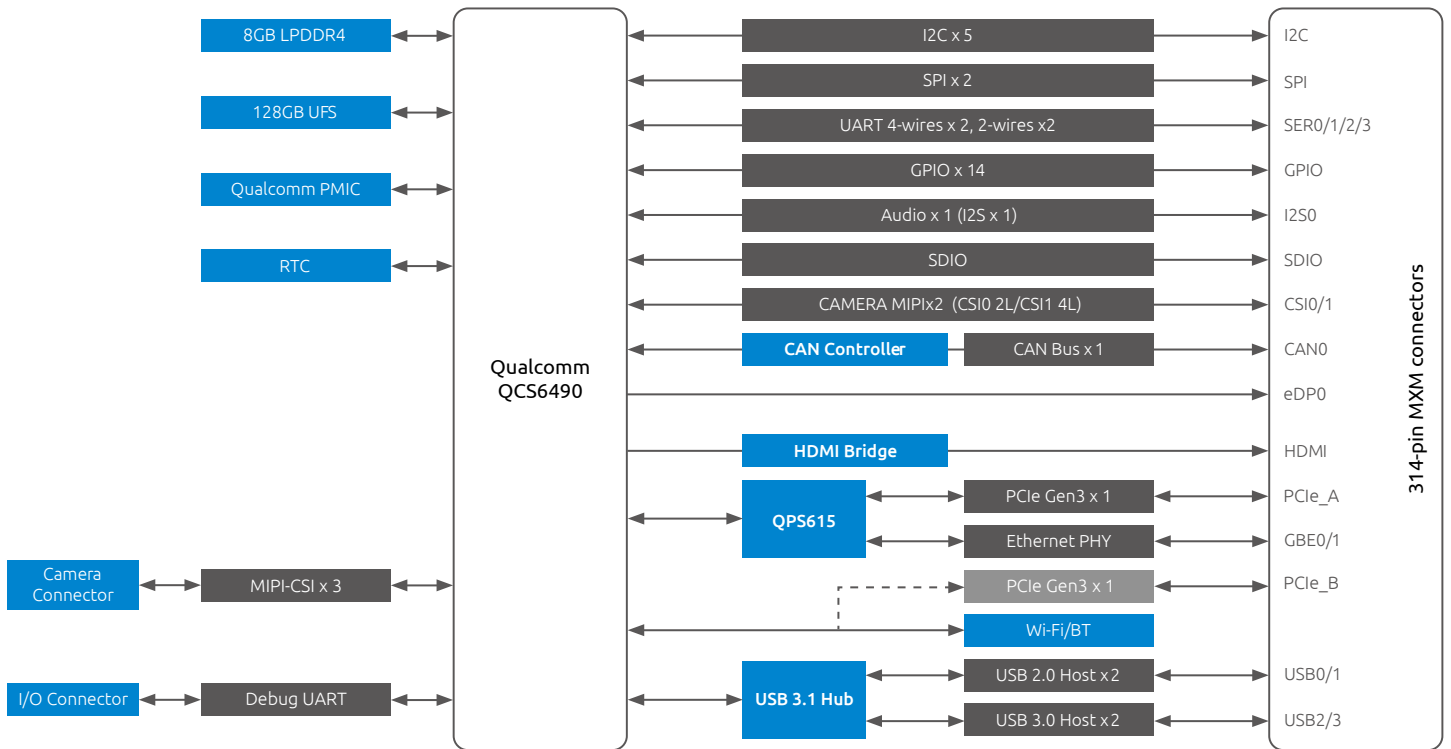 8GB LPDDR4
128GB UFS
Qualcomm PMIC
RTC
Camera
Connector
MIPI-CSI x 3
I/O Connector
Debug UART
Qualcomm
QCS6490
I2C x 5
I2C
SPI x 2
SPI
UART 4-wires x 2, 2-wires x2
SER0/1/2/3
GPIO x 14
GPIO
Audio x 1 (I2S x 1)
I2S0
SDIO
SDIO
CAMERA MIPIx2 (CSI0 2L/CSI1 4L)
CSI0/1
CAN Controller
CAN Bus x 1
CAN0
eDP0
HDMI Bridge
HDMI
QPS615
PCIe Gen3 x 1
PCIe_A
Ethernet PHY
GBE0/1
PCIe Gen3 x 1
PCIe_B
Wi-Fi/BT
USB 3.1 Hub
USB 2.0 Host x2
USB0/1
USB 3.0 Host x2
USB2/3
314-pin MXM connectors